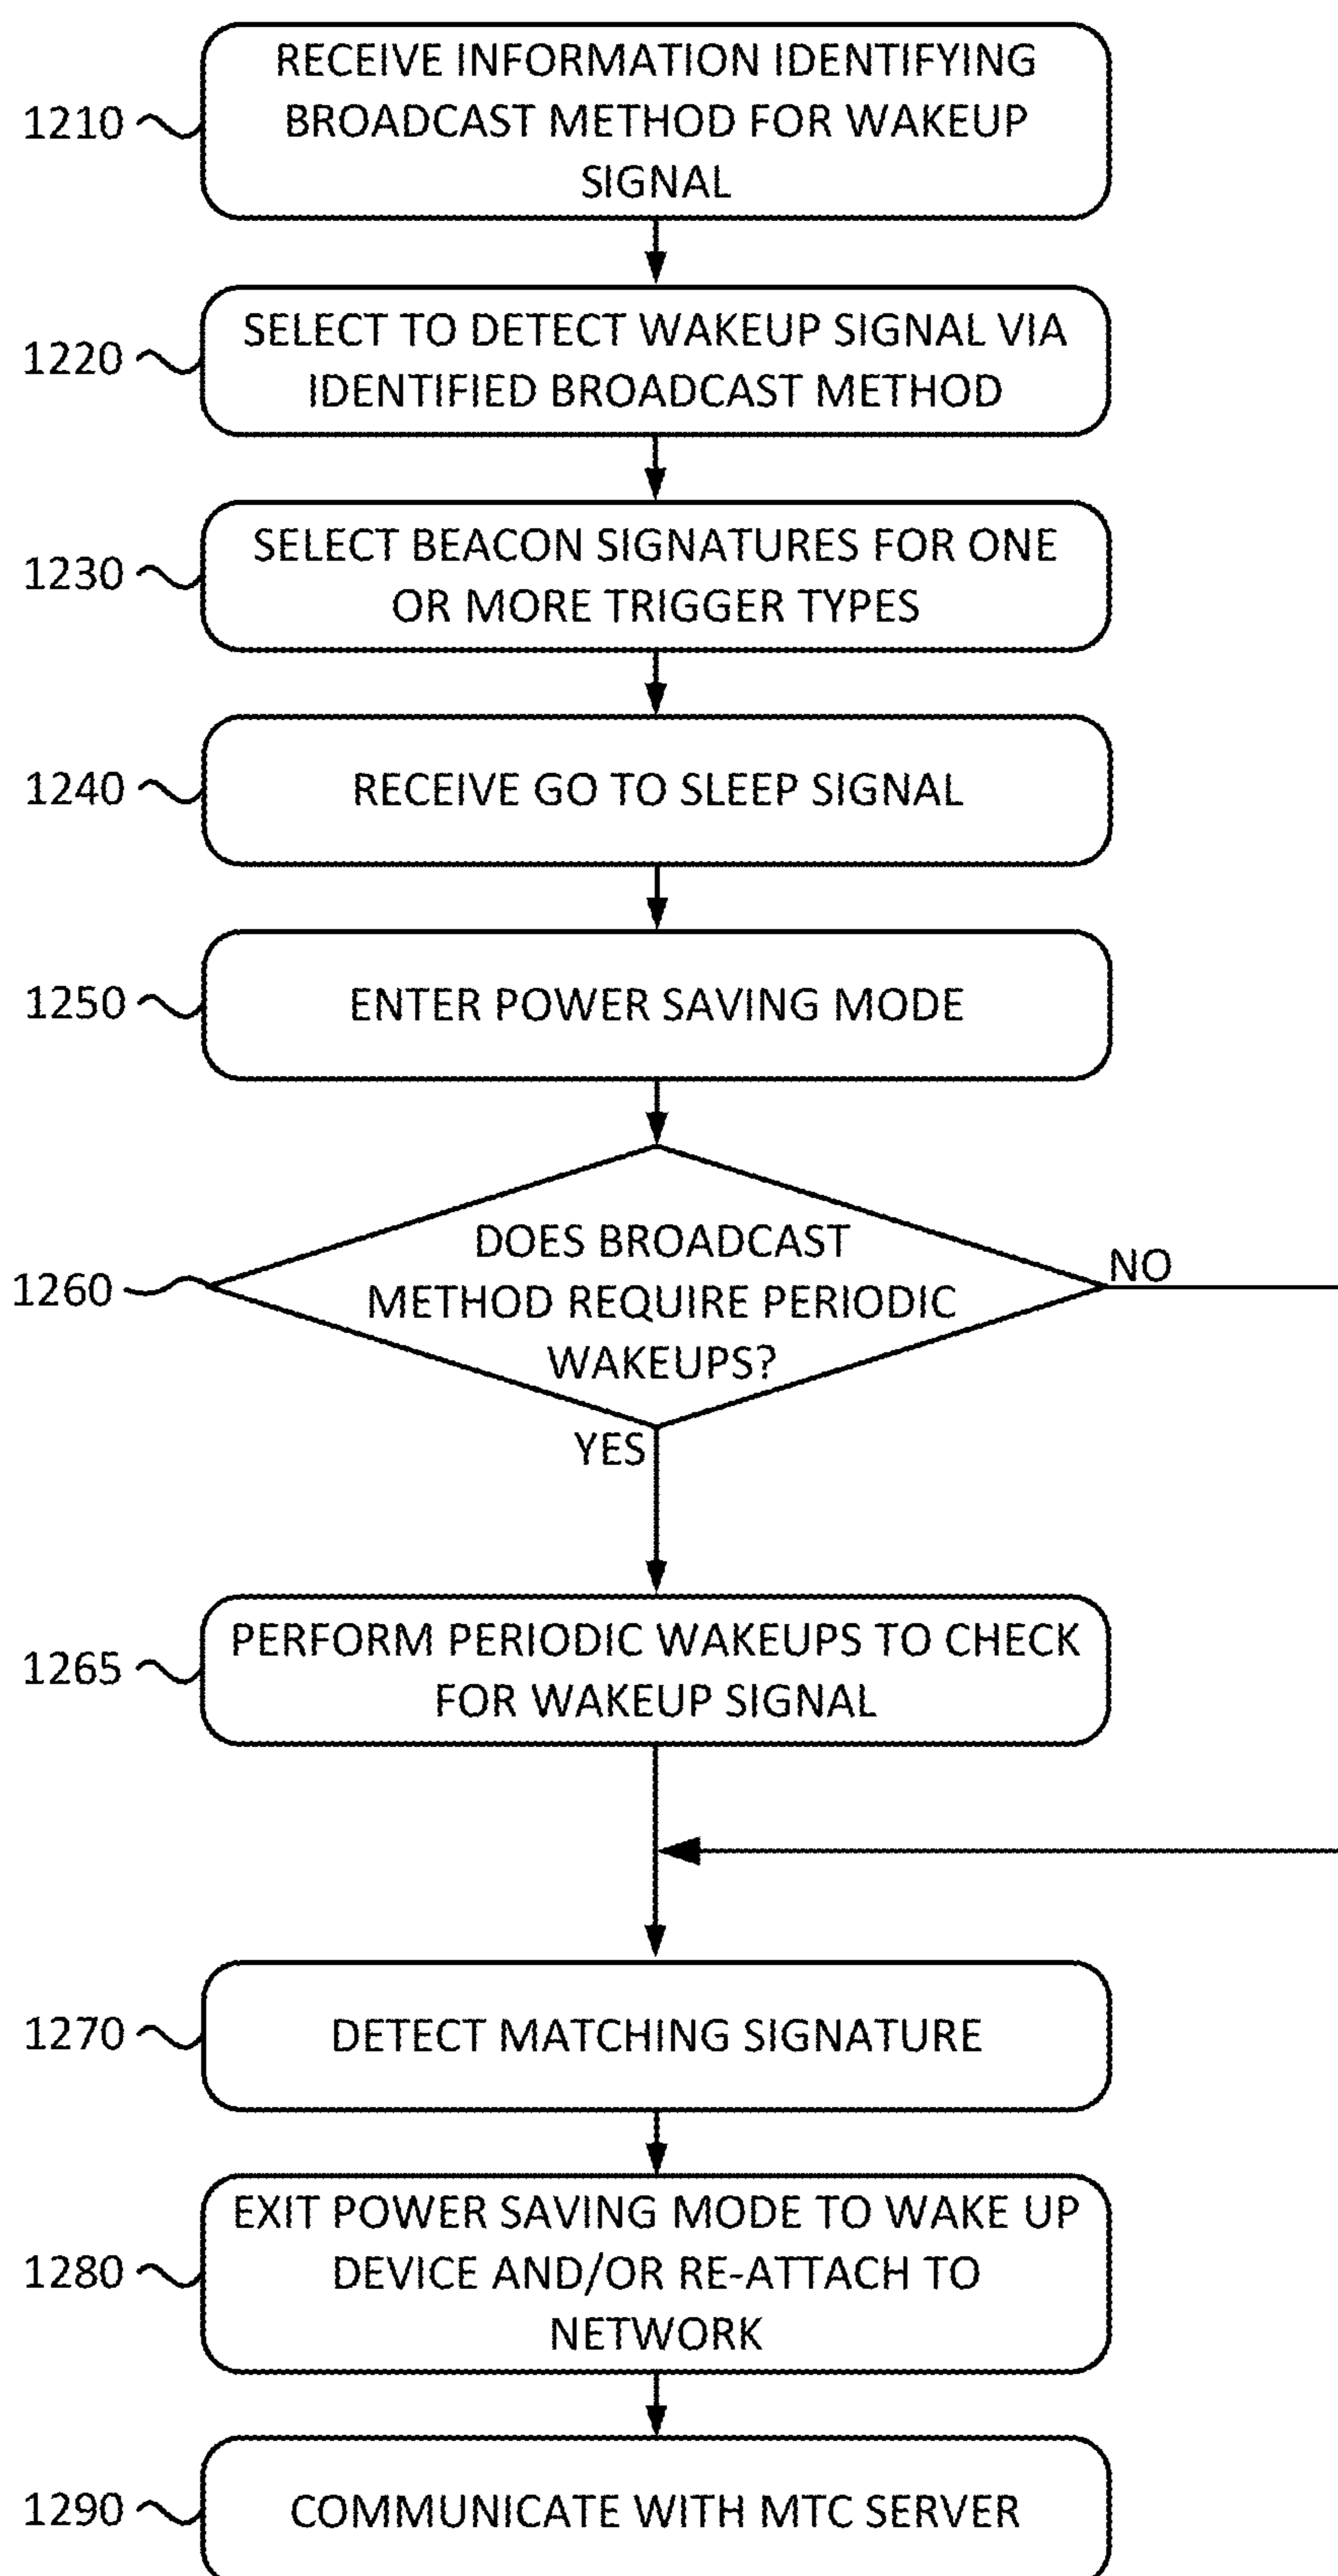 1210
RECEIVE INFORMATION IDENTIFYING
BROADCAST METHOD FOR WAKEUP
SIGNAL
1220
SELECT TO DETECT WAKEUP SIGNAL VIA
IDENTIFIED BROADCAST METHOD
1230
SELECT BEACON SIGNATURES FOR ONE
OR MORE TRIGGER TYPES
1240
RECEIVE GO TO SLEEP SIGNAL
1250
ENTER POWER SAVING MODE
1260
DOES BROADCAST
METHOD REQUIRE PERIODIC
WAKEUPS?
NO
YES
1265
PERFORM PERIODIC WAKEUPS TO CHECK
FOR WAKEUP SIGNAL
1270
DETECT MATCHING SIGNATURE
1280
EXIT POWER SAVING MODE TO WAKE UP
DEVICE AND/OR RE-ATTACH TO
NETWORK
1290
COMMUNICATE WITH MTC SERVER